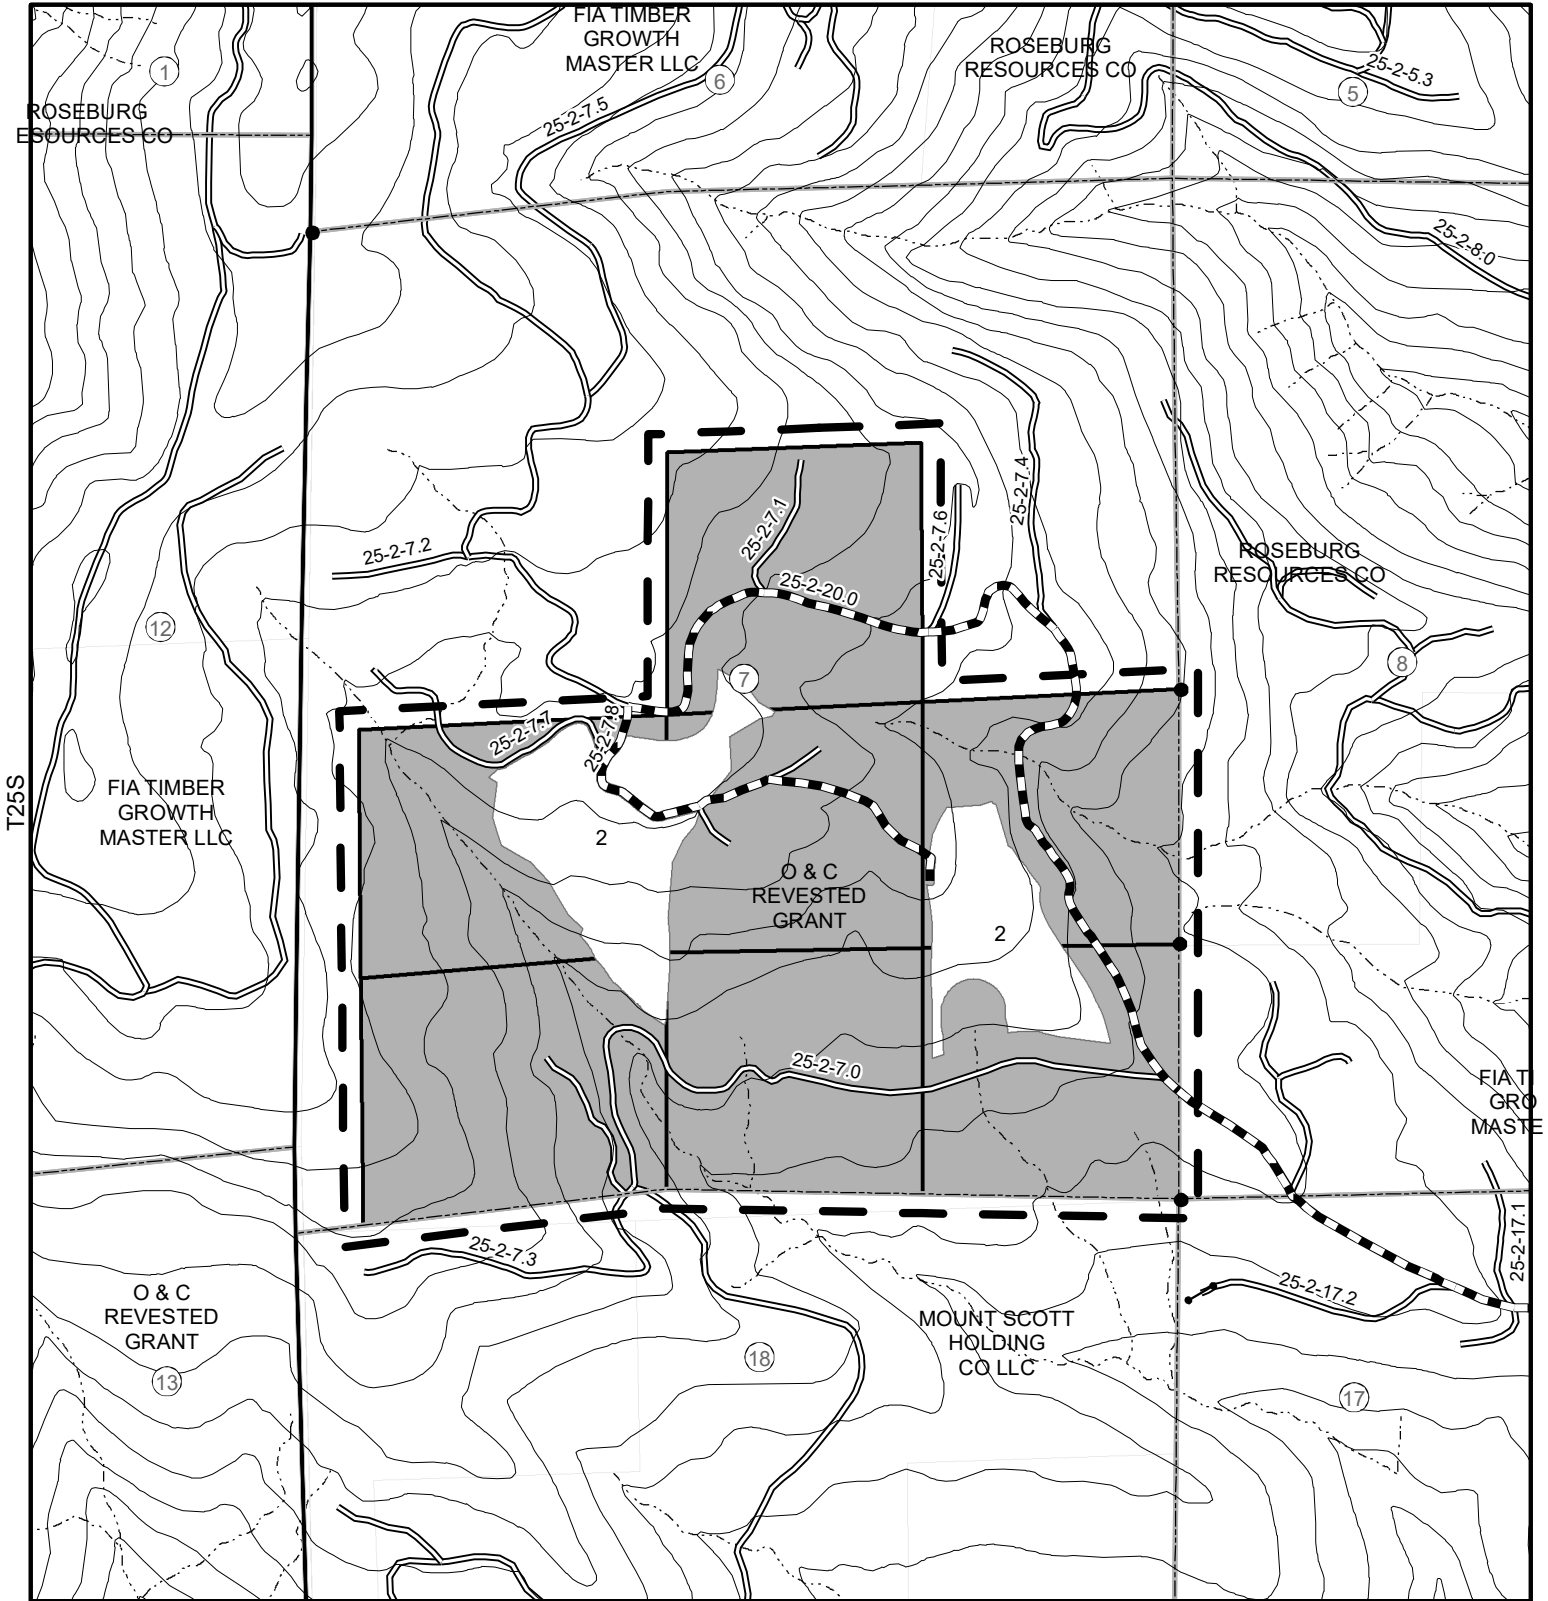 FIA TIMBER
GROWTH
MASTER LLC
ROSEBURG
RESOURCES CO
25-2-5.3
1
6
5
ROSEBURG
ESOURCES CO
25-2-7.5
25-2-8.0
25-2-7.4
25-2-7.1
25-2-7.6
25-2-7.2
ROSEBURG
RESOURCES CO
25-2-20.0
12
8
7
25-2-7.7
25-2-7.8
T25S
FIA TIMBER
GROWTH
MASTER LLC
2
O & C
REVESTED
GRANT
2
25-2-7.0
FIA TI
GRO
MASTE
25-2-17.1
25-2-7.3
25-2-17.2
O & C
REVESTED
GRANT
MOUNT SCOTT
HOLDING
CO LLC
13
18
17